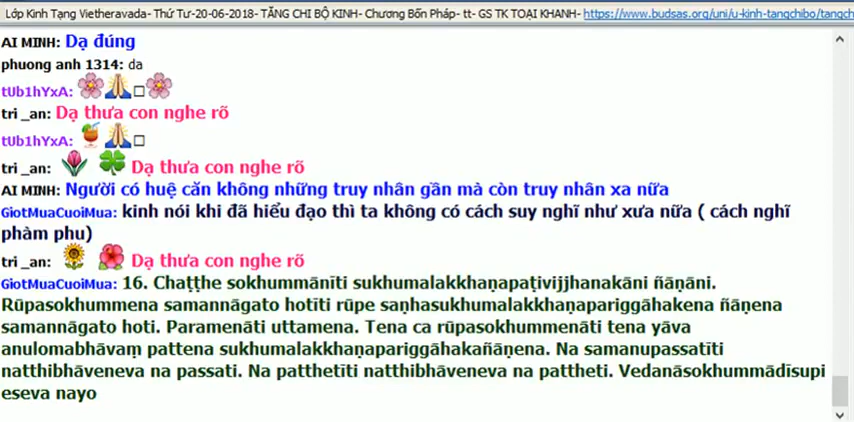 Lớp Kinh Tạng Vietheravada- Thứ Tư-20-06-2018- TĂNG CHI BỘ KINH- Chương Bốn Pháp- tt- GS TK TOẠI KHANH- https://www.budsas.org/uni/u-kinh-tangchibo/tangch
AI MINH: Dạ đúng
phuong anh 1314: da
tUb1hYxA: 🌸🙏□🌸
tri _an: Dạ thưa con nghe rõ
tUb1hYxA: 🍹🙏□
tri _an: 🌷 🍀 Dạ thưa con nghe rõ
AI MINH: Người có huệ căn không những truy nhân gần mà còn truy nhân xa nữa
GiotMuaCuoiMua: kinh nói khi đã hiểu đạo thì ta không có cách suy nghĩ như xưa nữa ( cách nghĩ
phàm phu)
tri _an: 🌻 🌺 Dạ thưa con nghe rõ
GiotMuaCuoiMua: 16. Chaṭṭhe sokhummānīti sukhumalakkhaṇapaṭivijjhanakāni ñāṇāni.
Rūpasokhummena samannāgato hotīti rūpe saṇhasukhumalakkhaṇapariggāhakena ñāṇena
samannāgato hoti. Paramenāti uttamena. Tena ca rūpasokhummenāti tena yāva
anulomabhāvaṃ pattena sukhumalakkhaṇapariggāhakañāṇena. Na samanupassatīti
natthibhāveneva na passati. Na patthetīti natthibhāveneva na pattheti. Vedanāsokhummādīsupi
eseva nayo